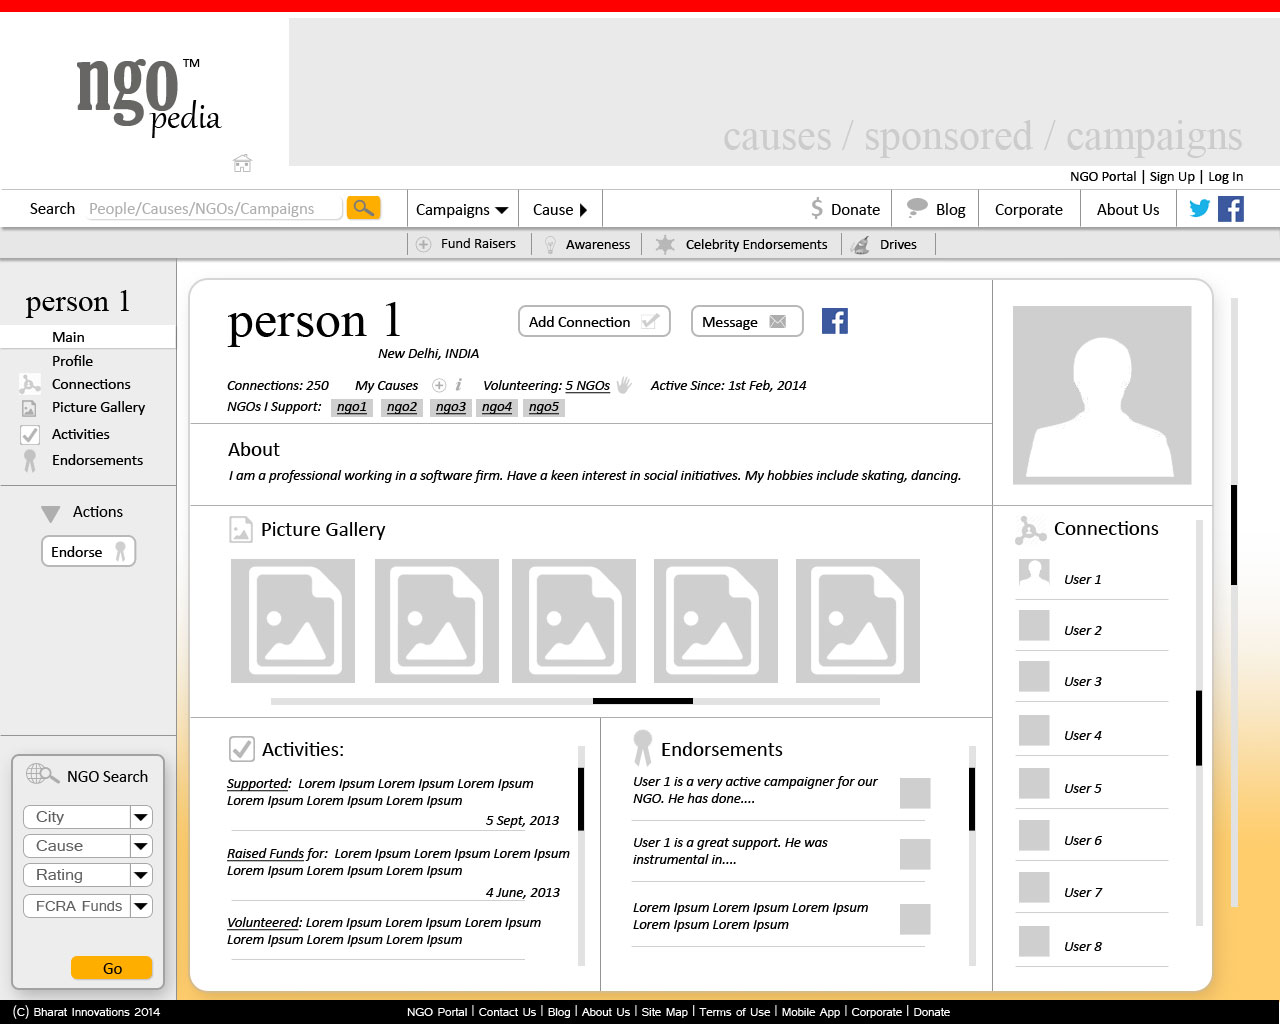 ngo™
pedia
causes / sponsored / campaigns
NGO Portal | Sign Up | Log In
Search People/Causes/NGOs/Campaigns Campaigns Cause $ Donate Blog Corporate About Us
Fund Raisers Awareness Celebrity Endorsements Drives
person 1
Main
Profile
Connections
Picture Gallery
Activities
Endorsements
Actions
Endorse
NGO Search
City
Cause
Rating
FCRA Funds
Go
person 1
New Delhi, INDIA
Add Connection
Message
Connections: 250 My Causes i Volunteering: 5 NGOs Active Since: 1st Feb, 2014
NGOs I Support: ngo1 ngo2 ngo3 ngo4 ngo5
About
I am a professional working in a software firm. Have a keen interest in social initiatives. My hobbies include skating, dancing.
Picture Gallery
Activities:
Supported: Lorem Ipsum Lorem Ipsum Lorem Ipsum
Lorem Ipsum Lorem Ipsum Lorem Ipsum
5 Sept, 2013
Raised Funds for: Lorem Ipsum Lorem Ipsum Lorem Ipsum
Lorem Ipsum Lorem Ipsum Lorem Ipsum
4 June, 2013
Volunteered: Lorem Ipsum Lorem Ipsum Lorem Ipsum
Lorem Ipsum Lorem Ipsum Lorem Ipsum
Endorsements
User 1 is a very active campaigner for our
NGO. He has done....
User 1 is a great support. He was
instrumental in....
Lorem Ipsum Lorem Ipsum Lorem Ipsum
Lorem Ipsum Lorem Ipsum
Connections
User 1
User 2
User 3
User 4
User 5
User 6
User 7
User 8
(C) Bharat Innovations 2014 NGO Portal | Contact Us | Blog | About Us | Site Map | Terms of Use | Mobile App | Corporate | Donate